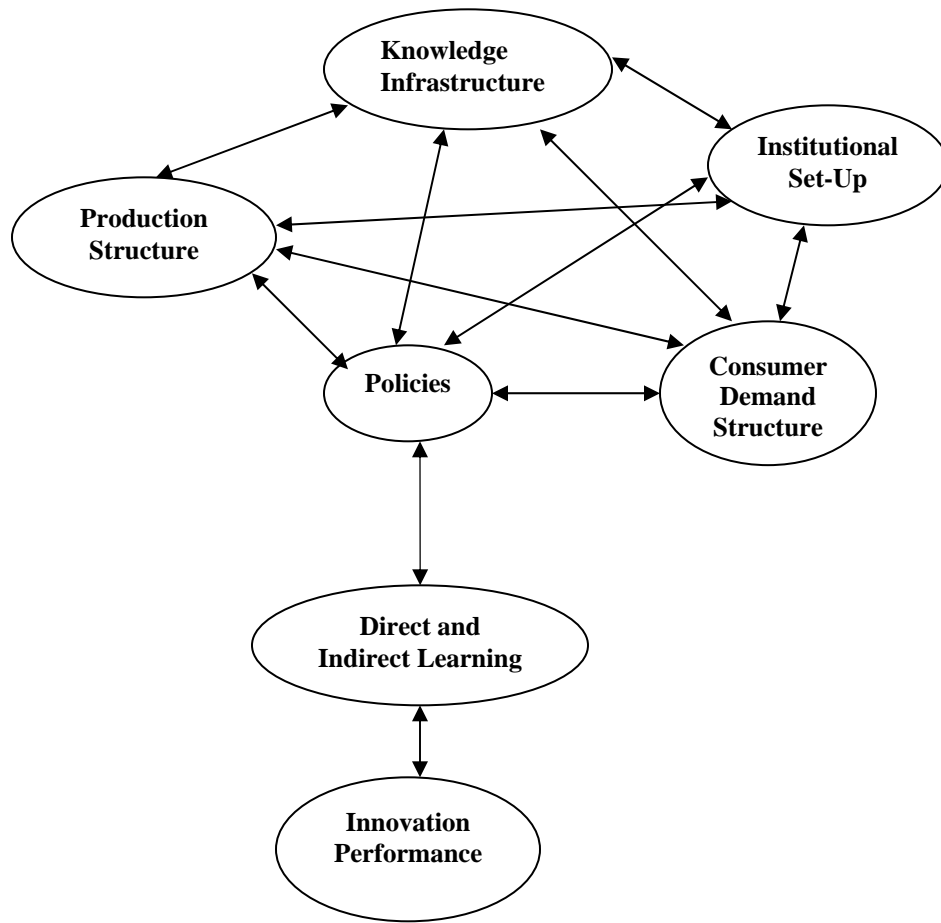 Knowledge
Infrastructure
Institutional
Set-Up
Production
Structure
Policies
Consumer
Demand
Structure
Direct and
Indirect Learning
Innovation
Performance